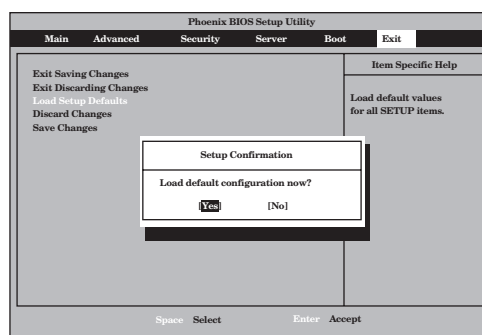 Phoenix BIOS Setup Utility
Main Advanced Security Server Boot Exit
Item Specific Help
Exit Saving Changes
Exit Discarding Changes
Load Setup Defaults
Discard Changes
Save Changes
Load default values
for all SETUP items.
Setup Confirmation
Load default configuration now?
[Yes] [No]
Space Select Enter Accept